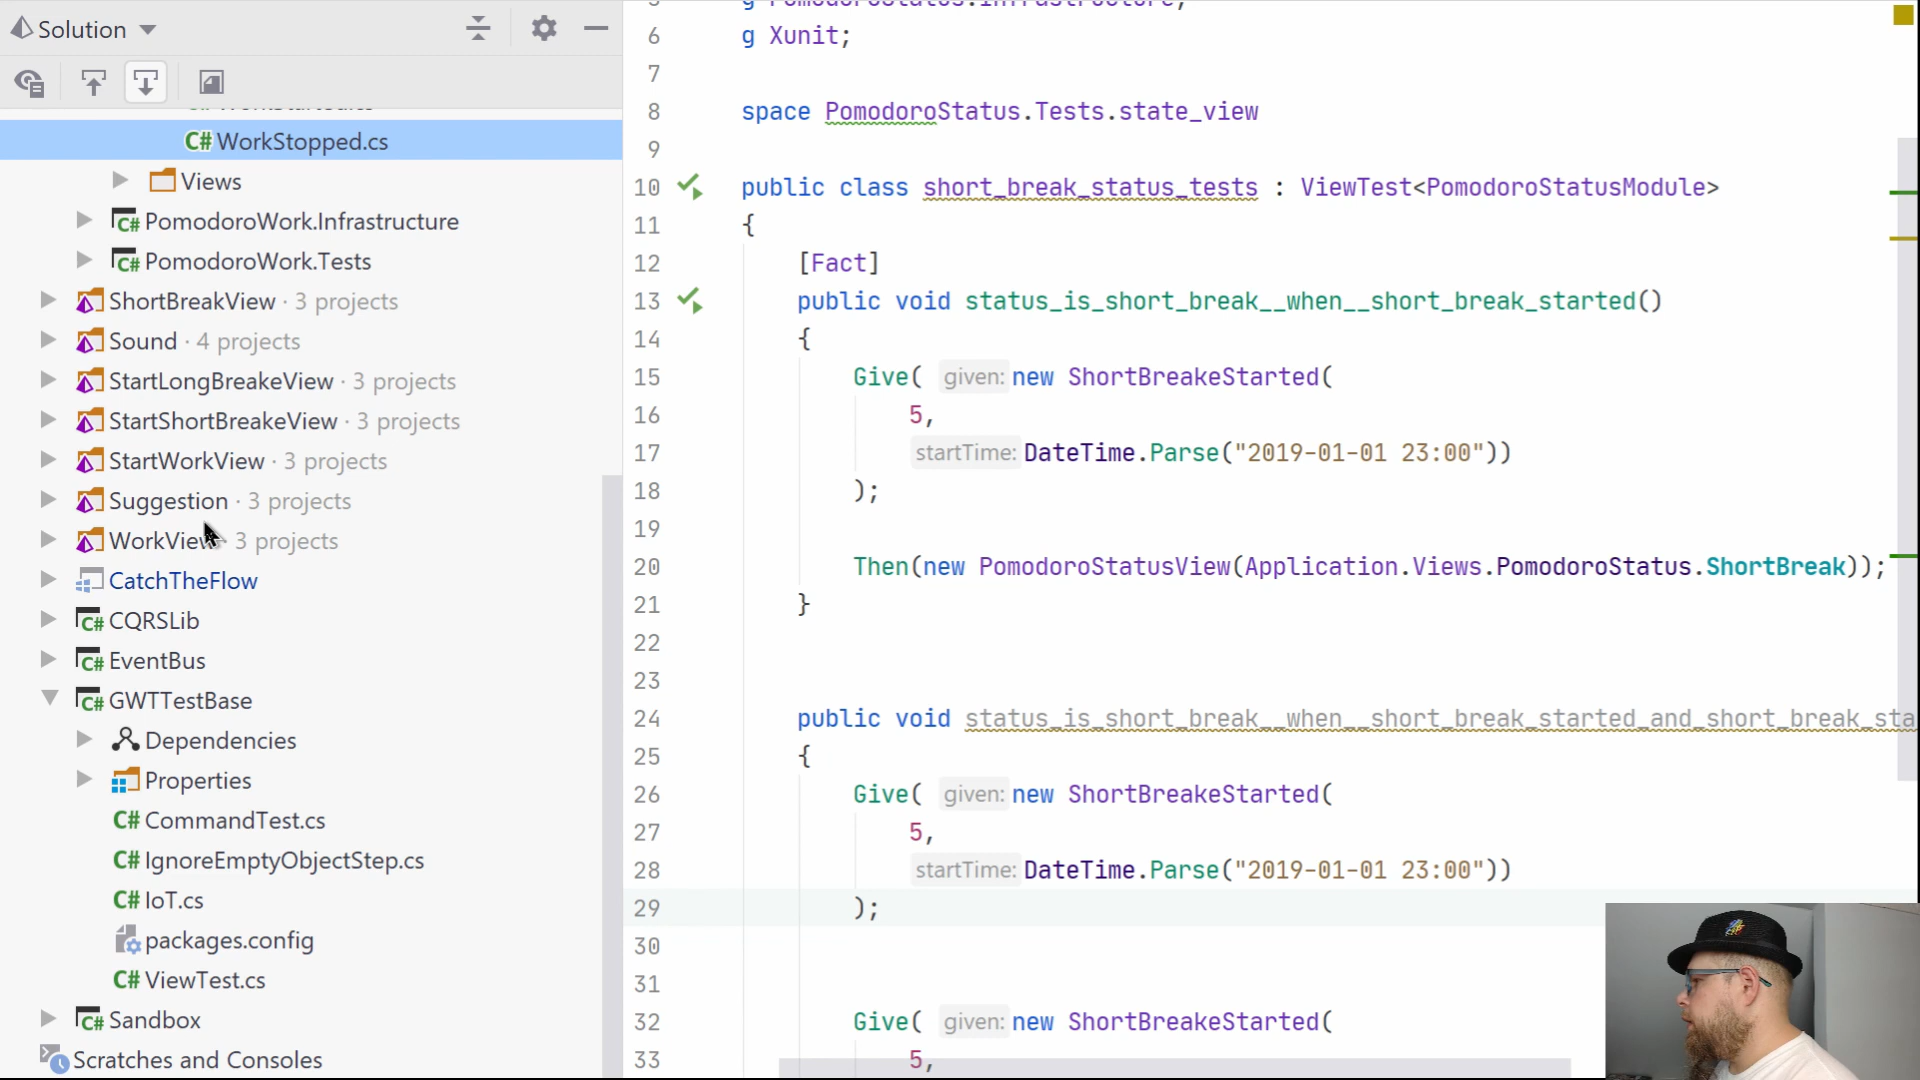 Solution
C# WorkStopped.cs
Views
C# PomodoroWork.Infrastructure
C# PomodoroWork.Tests
ShortBreakView · 3 projects
Sound · 4 projects
StartLongBreakeView · 3 projects
StartShortBreakeView · 3 projects
StartWorkView · 3 projects
Suggestion · 3 projects
WorkView · 3 projects
CatchTheFlow
C# CQRSLib
C# EventBus
C# GWTTestBase
Dependencies
Properties
C# CommandTest.cs
C# IgnoreEmptyObjectStep.cs
C# IoT.cs
packages.config
C# ViewTest.cs
C# Sandbox
Scratches and Consoles
6 g Xunit;
7
8 space PomodoroStatus.Tests.state_view
9
10 public class short_break_status_tests : ViewTest<PomodoroStatusModule>
11 {
12 [Fact]
13 public void status_is_short_break__when__short_break_started()
14 {
15 Give( given: new ShortBreakeStarted(
16 5,
17 startTime: DateTime.Parse("2019-01-01 23:00"))
18 );
19
20 Then(new PomodoroStatusView(Application.Views.PomodoroStatus.ShortBreak));
21 }
22
23
24 public void status_is_short_break__when__short_break_started_and_short_break_sta
25 {
26 Give( given: new ShortBreakeStarted(
27 5,
28 startTime: DateTime.Parse("2019-01-01 23:00"))
29 );
30
31
32 Give( given: new ShortBreakeStarted(
33 5,